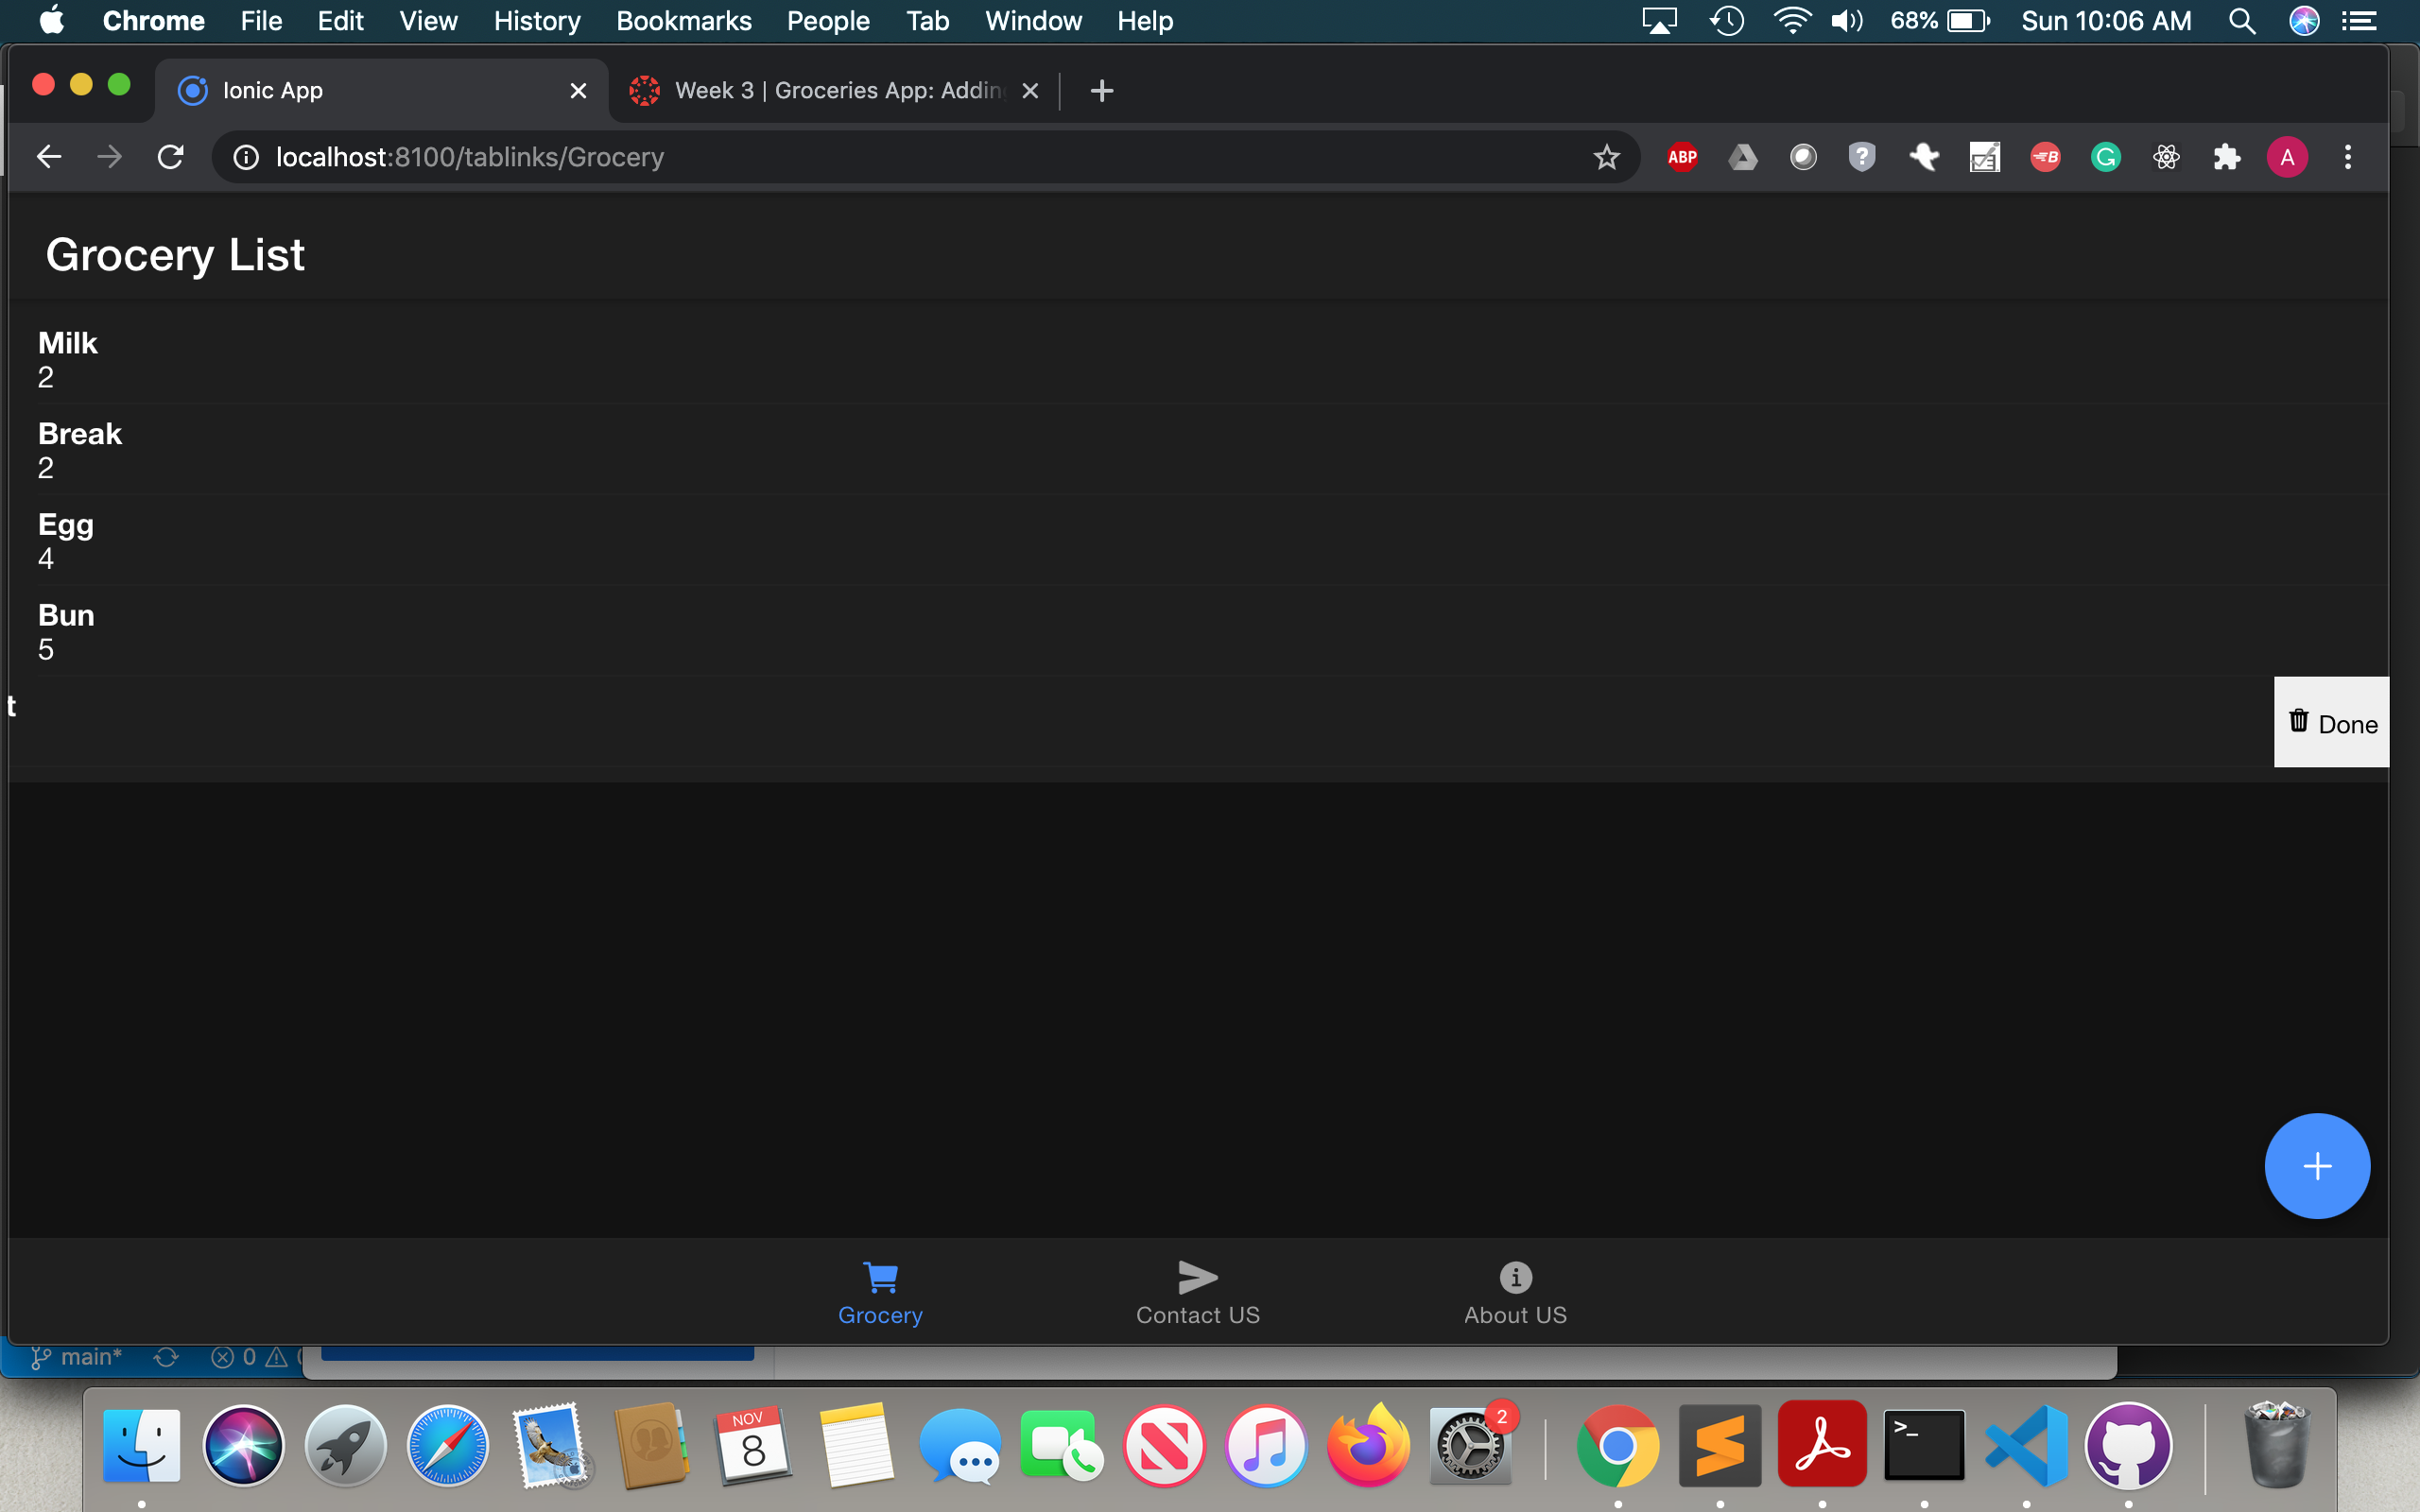 Chrome File Edit View History Bookmarks People Tab Window Help 68% Sun 10:06 AM
Ionic App Week 3 | Groceries App: Addin
localhost:8100/tablinks/Grocery ABP A
Grocery List
Milk
2
Break
2
Egg
4
Bun
5
t
Done
Grocery Contact US About US
main* 0
NOV
8
2